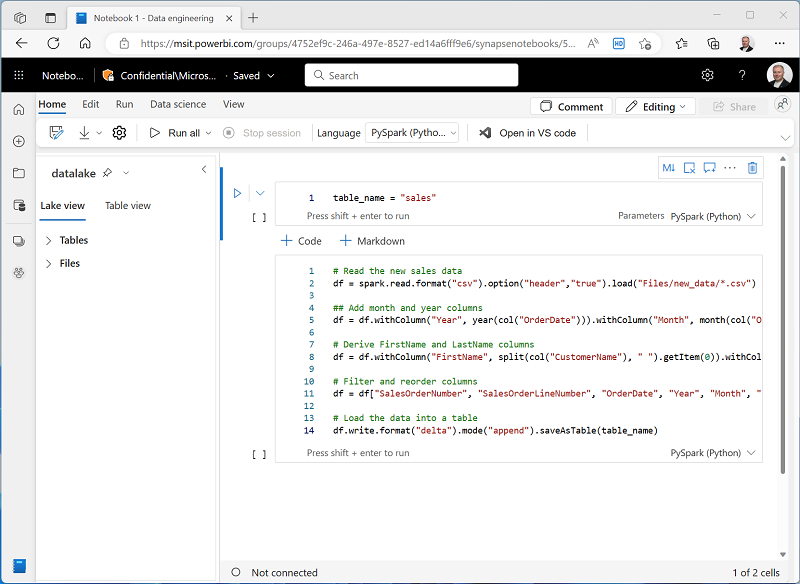 Notebook 1 - Data engineering
https://msit.powerbi.com/groups/4752ef9c-246a-497e-8527-ed14a6fff9e6/synapsenotebooks/5...
Notebo... Confidential\Micros... · Saved Search
Home Edit Run Data science View Comment Editing Share
Run all Stop session Language PySpark (Pytho... Open in VS code
datalake
Lake view Table view
Tables
Files
M↓ ...
1 table_name = "sales"
[ ] Press shift + enter to run Parameters PySpark (Python)
+ Code + Markdown
1 # Read the new sales data
2 df = spark.read.format("csv").option("header","true").load("Files/new_data/*.csv")
3
4 ## Add month and year columns
5 df = df.withColumn("Year", year(col("OrderDate"))).withColumn("Month", month(col("O
6
7 # Derive FirstName and LastName columns
8 df = df.withColumn("FirstName", split(col("CustomerName"), " ").getItem(0)).withCol
9
10 # Filter and reorder columns
11 df = df["SalesOrderNumber", "SalesOrderLineNumber", "OrderDate", "Year", "Month", "
12
13 # Load the data into a table
14 df.write.format("delta").mode("append").saveAsTable(table_name)
[ ] Press shift + enter to run PySpark (Python)
Not connected 1 of 2 cells